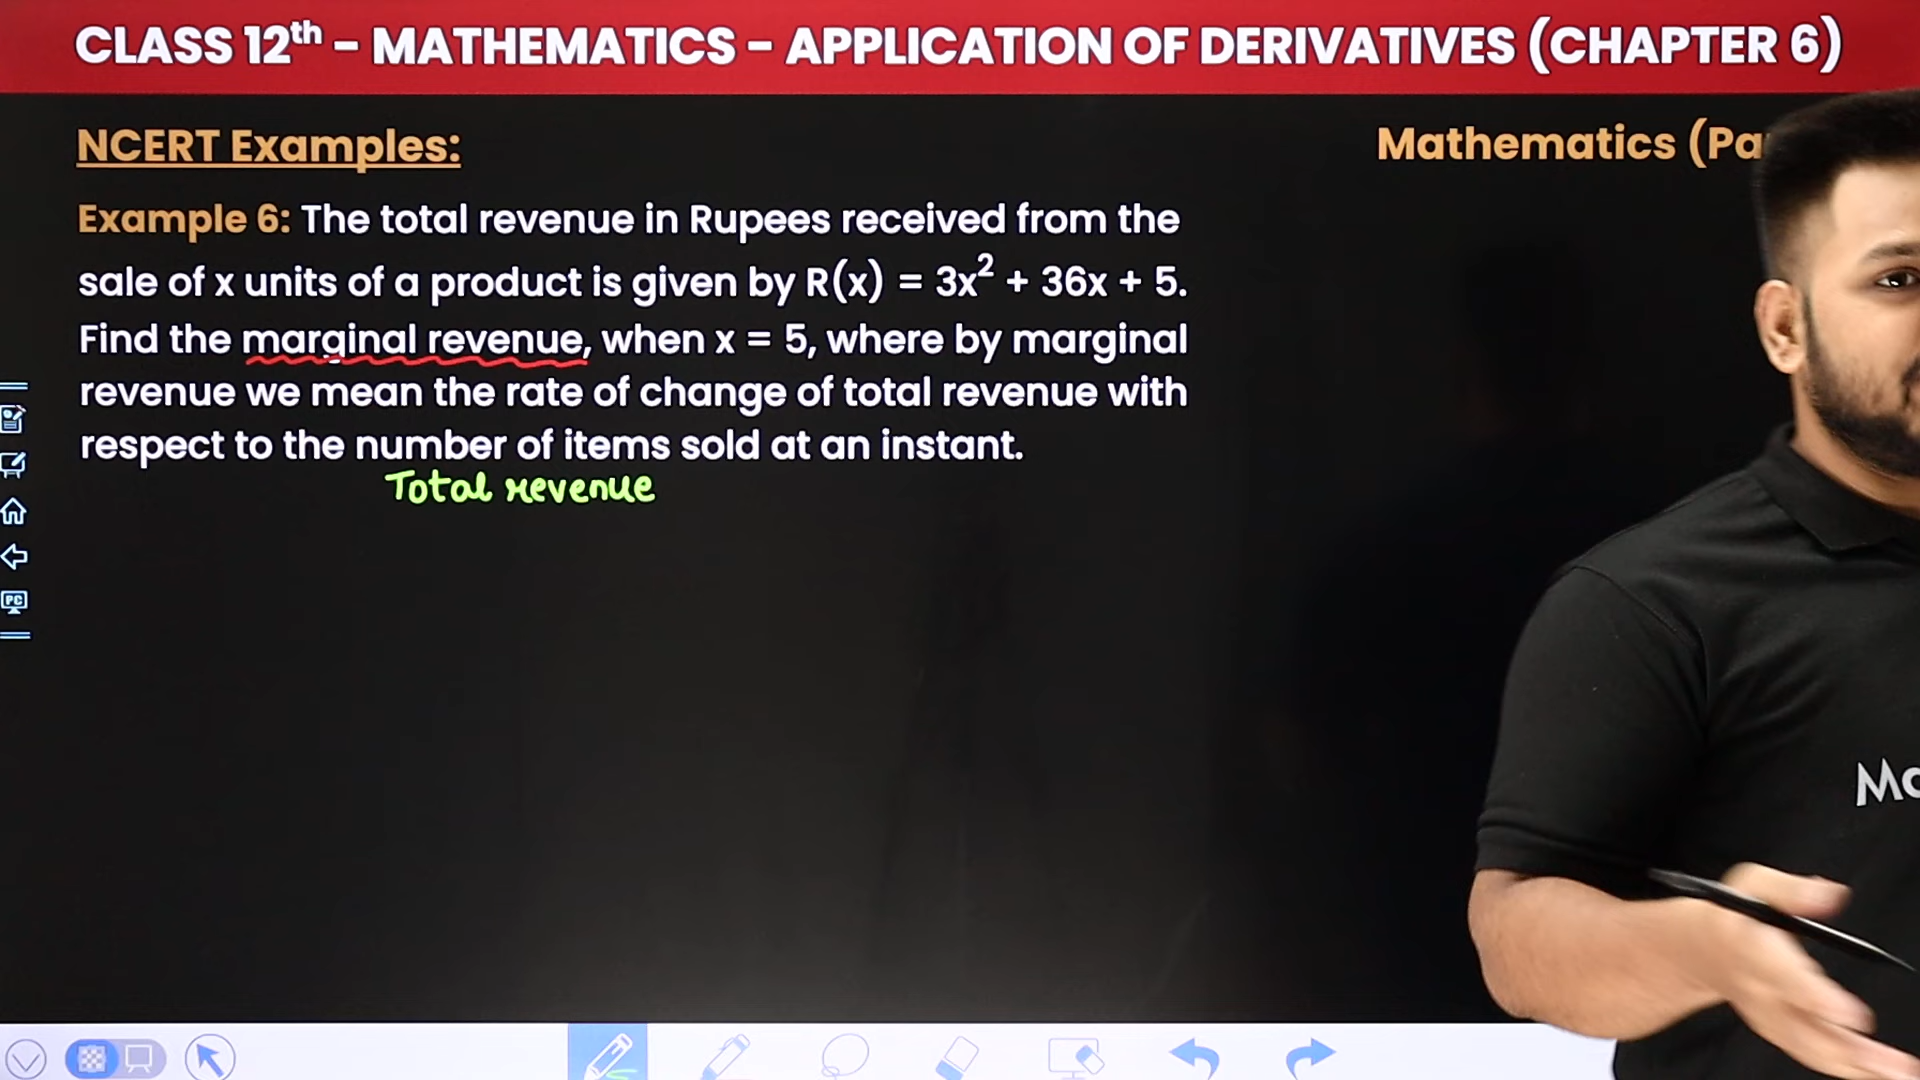 CLASS 12th – MATHEMATICS – APPLICATION OF DERIVATIVES (CHAPTER 6)
NCERT Examples:
Mathematics
Example 6: The total revenue in Rupees received from the
sale of x units of a product is given by R(x) = 3x² + 36x + 5.
Find the marginal revenue, when x = 5, where by marginal
revenue we mean the rate of change of total revenue with
respect to the number of items sold at an instant.
Total revenue
PC